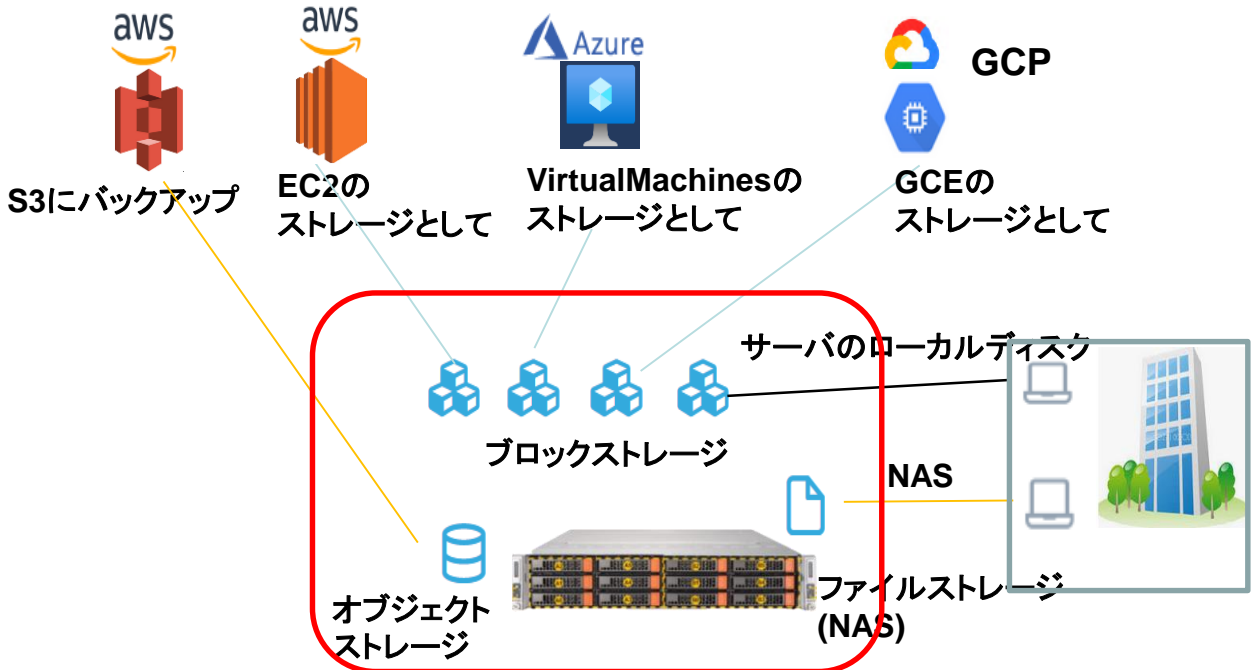 aws
aws
Azure
GCP
S3にバックアップ
EC2の
ストレージとして
VirtualMachinesの
ストレージとして
GCEの
ストレージとして
サーバのローカルディスク
ブロックストレージ
NAS
オブジェクト
ストレージ
ファイルストレージ
(NAS)